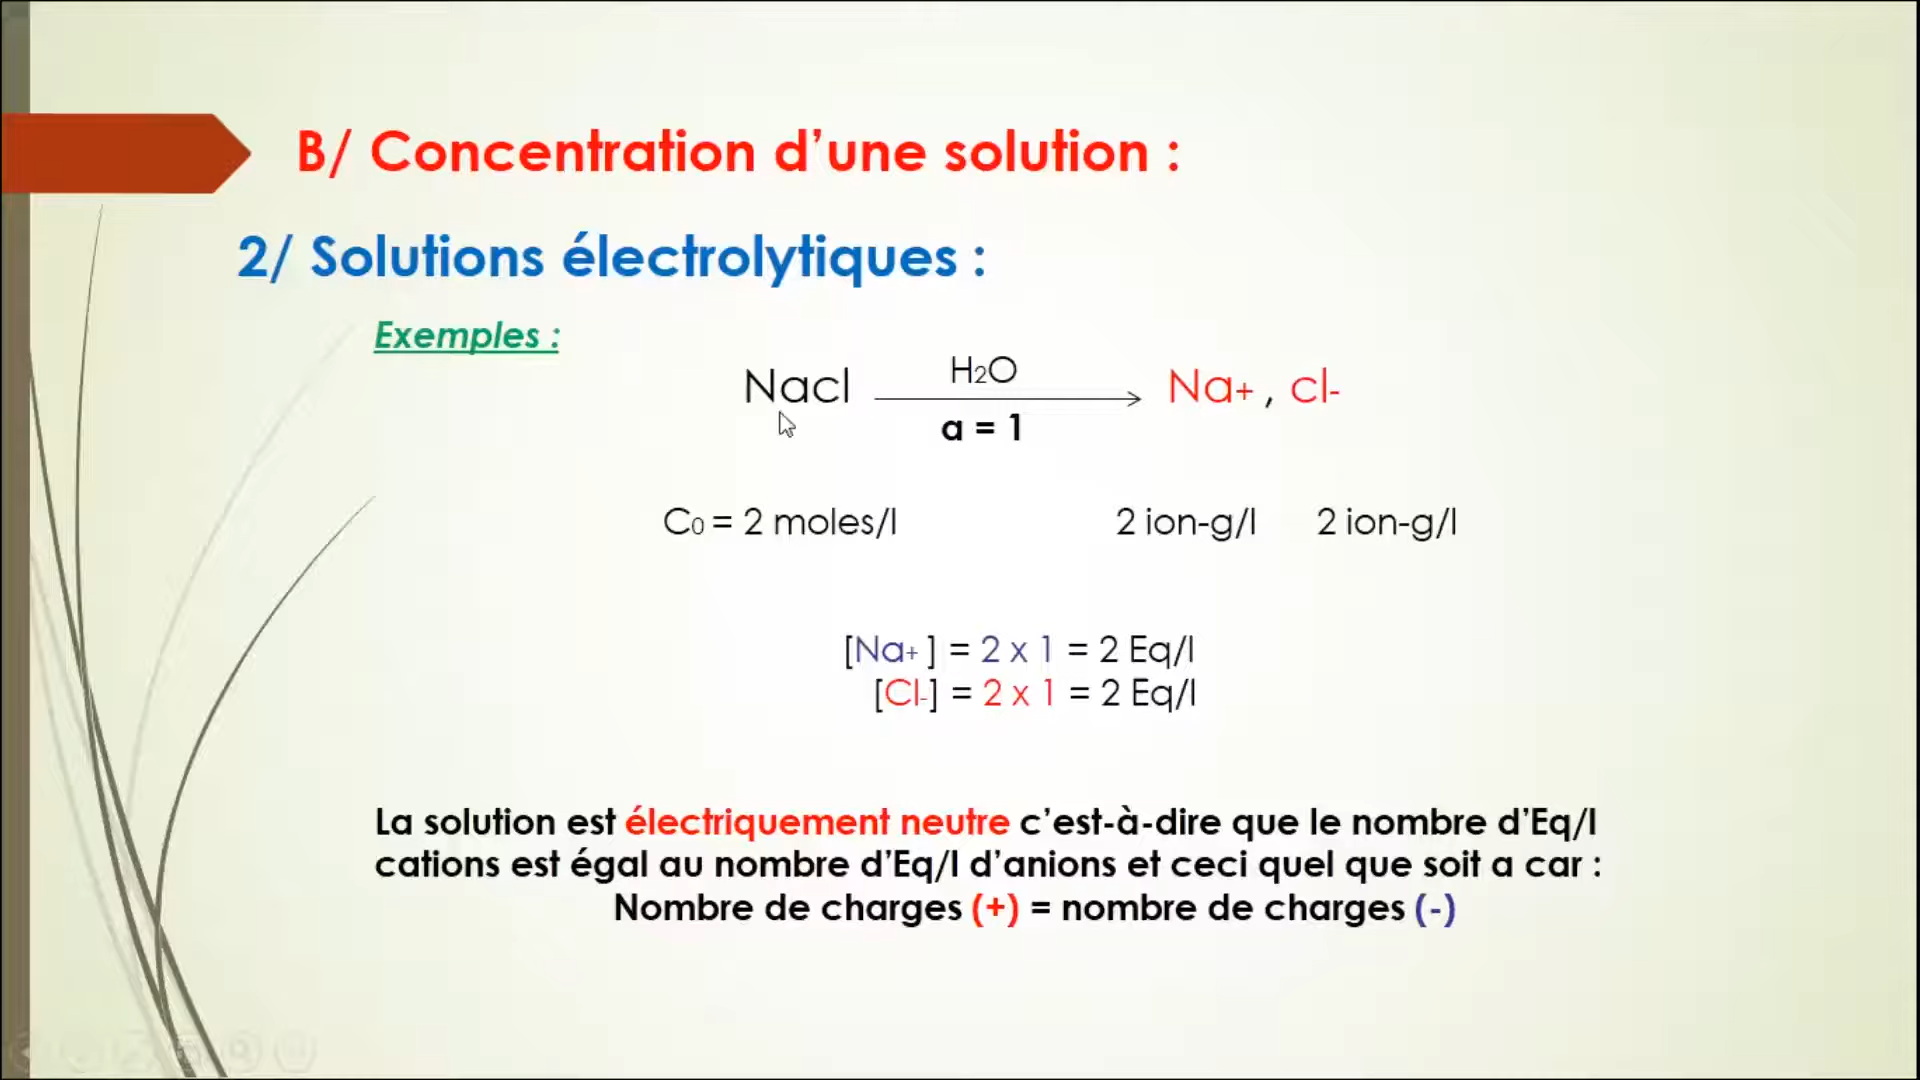 B/ Concentration d’une solution :
2/ Solutions électrolytiques :
Exemples :
H2O
Nacl Na+ , cl-
a = 1
C0 = 2 moles/l 2 ion-g/l 2 ion-g/l
[Na+ ] = 2 x 1 = 2 Eq/l
[Cl-] = 2 x 1 = 2 Eq/l
La solution est électriquement neutre c’est-à-dire que le nombre d’Eq/l
cations est égal au nombre d’Eq/l d’anions et ceci quel que soit a car :
Nombre de charges (+) = nombre de charges (-)